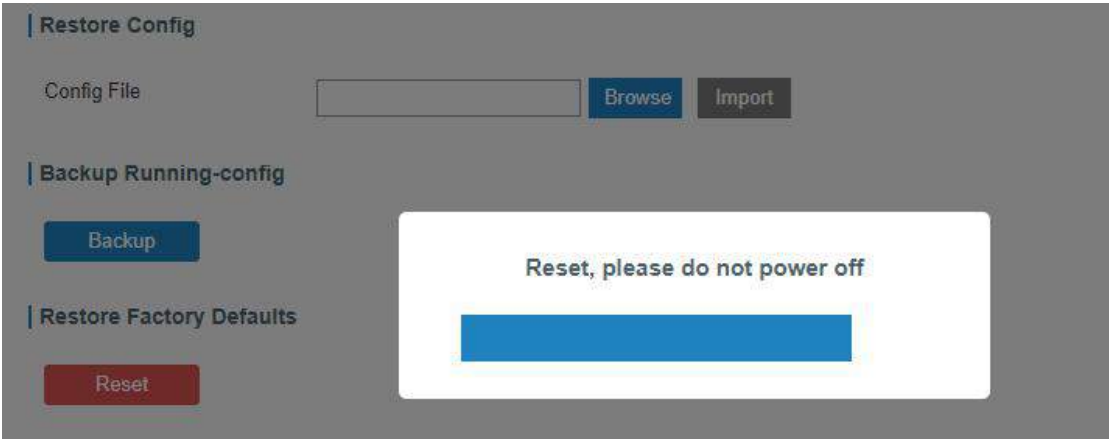 Restore Config
Config File
Browse
Import
Backup Running-config
Backup
Reset, please do not power off
Restore Factory Defaults
Reset